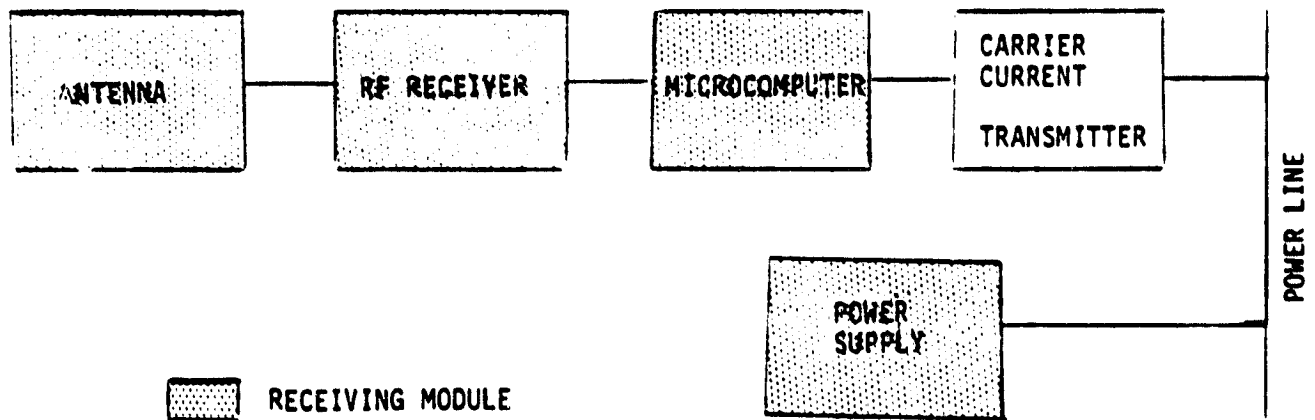 ANTENNA
RF RECEIVER
MICROCOMPUTER
CARRIER
CURRENT
TRANSMITTER
POWER LINE
POWER
SUPPLY
RECEIVING MODULE